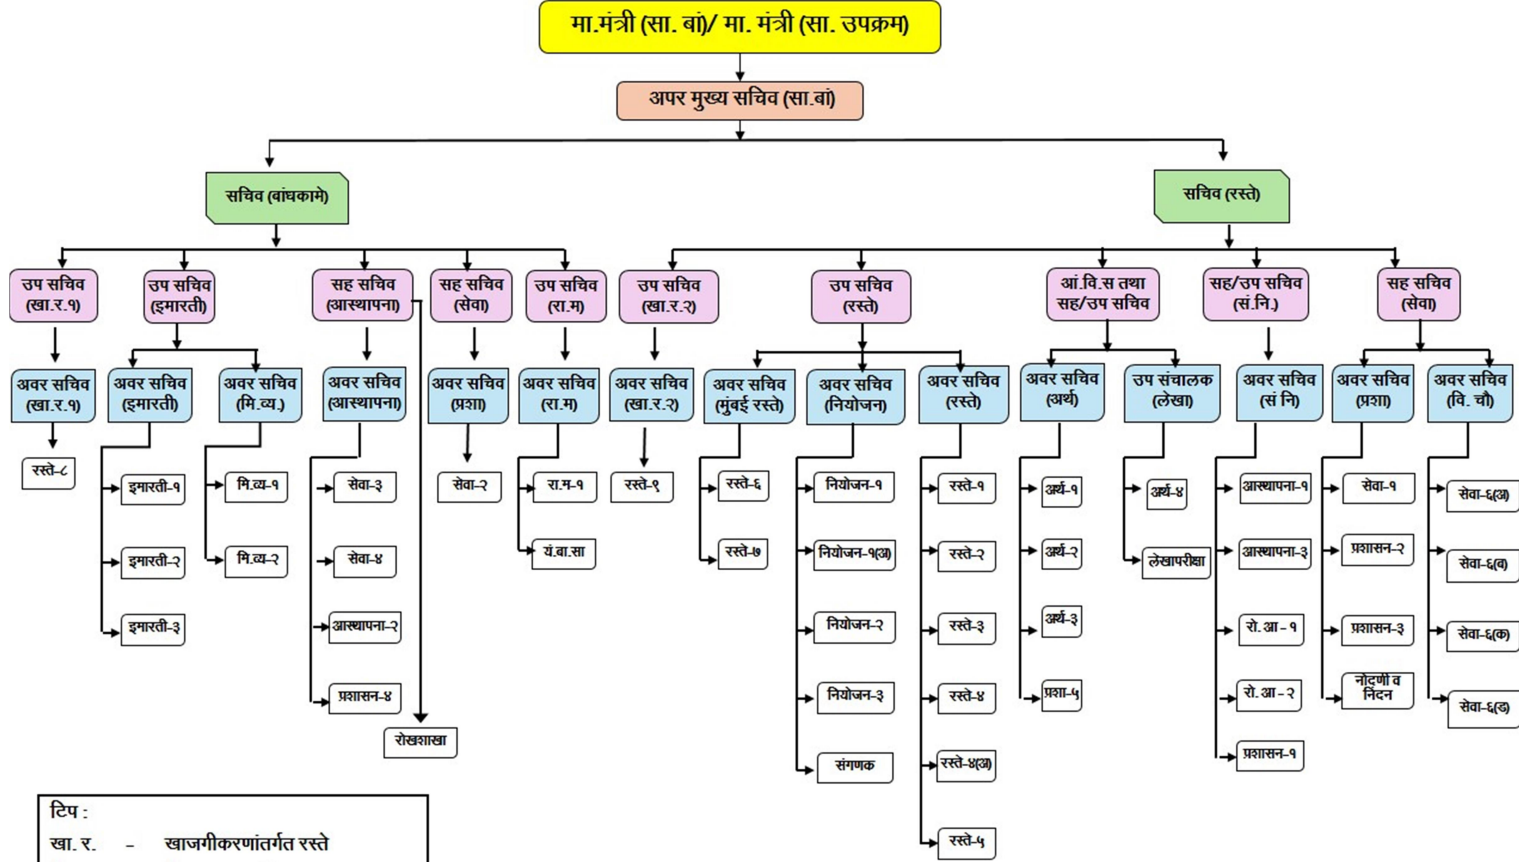 मा.मंत्री (सा. बां)/ मा. मंत्री (सा. उपक्रम)
अपर मुख्य सचिव (सा.बां)
सचिव (बांधकामे)
सचिव (रस्ते)
उप सचिव
(खा.र.१)
उप सचिव
(इमारती)
सह सचिव
(आस्थापना)
सह सचिव
(सेवा)
उप सचिव
(रा.म)
उप सचिव
(खा.र.२)
उप सचिव
(रस्ते)
आं.वि.स तथा
सह/उप सचिव
सह/उप सचिव
(सं.नि.)
सह सचिव
(सेवा)
अवर सचिव
(खा.र.१)
अवर सचिव
(इमारती)
अवर सचिव
(मि.व्य.)
अवर सचिव
(आस्थापना)
अवर सचिव
(प्रशा)
अवर सचिव
(रा.म)
अवर सचिव
(खा.र.२)
अवर सचिव
(मुंबई रस्ते)
अवर सचिव
(नियोजन)
अवर सचिव
(रस्ते)
अवर सचिव
(अर्थ)
उप संचालक
(लेखा)
अवर सचिव
(सं नि)
अवर सचिव
(प्रशा)
अवर सचिव
(वि. चौ)
रस्ते-८
इमारती-१
इमारती-२
इमारती-३
मि.व्य-१
मि.व्य-२
सेवा-३
सेवा-४
आस्थापना-२
प्रशासन-४
रोखशाखा
सेवा-२
रा.म-१
यं.बा.सा
रस्ते-९
रस्ते-६
रस्ते-७
नियोजन-१
नियोजन-१(अ)
नियोजन-२
नियोजन-३
संगणक
रस्ते-१
रस्ते-२
रस्ते-३
रस्ते-४
रस्ते-४(अ)
रस्ते-५
अर्थ-१
अर्थ-२
अर्थ-३
प्रशा-५
अर्थ-४
लेखापरीक्षा
आस्थापना-१
आस्थापना-३
रो.आ-१
रो.आ-२
प्रशासन-१
सेवा-१
प्रशासन-२
प्रशासन-३
नोंदणी व
निंदन
सेवा-६(अ)
सेवा-६(ब)
सेवा-६(क)
सेवा-६(ड)
टिप :
खा. र. - खाजगीकरणांतर्गत रस्ते